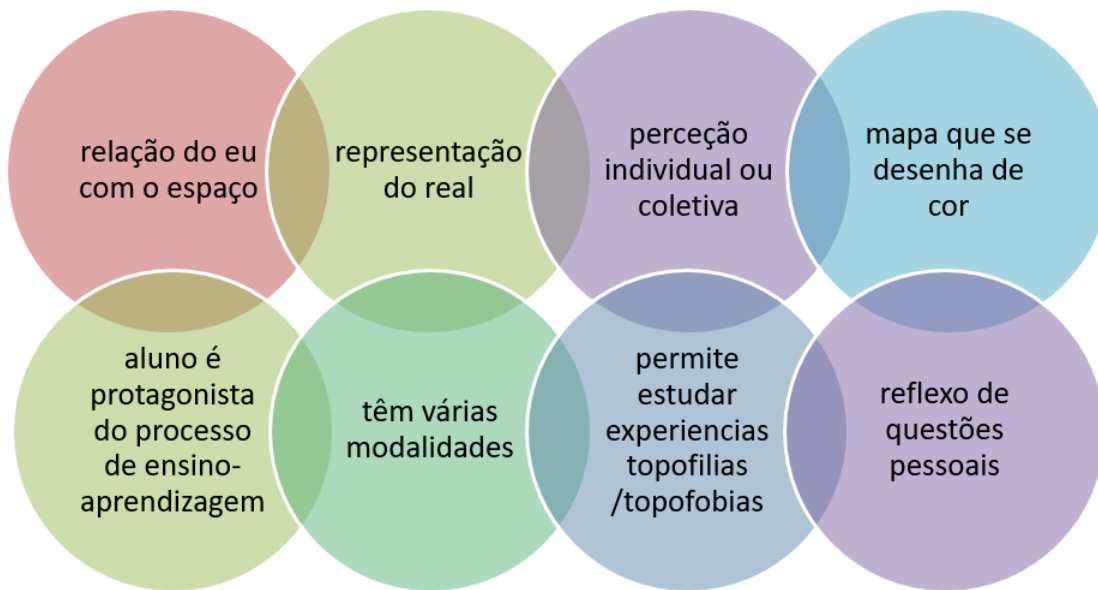 relação do eu
com o espaço
representação
do real
perceção
individual ou
coletiva
mapa que se
desenha de
cor
aluno é
protagonista
do processo
de ensino-
aprendizagem
têm várias
modalidades
permite
estudar
experiencias
topofilias
/topofobias
reflexo de
questões
pessoais